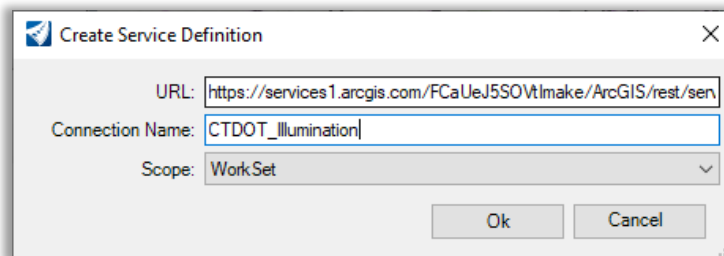 Create Service Definition
URL: https://services1.arcgis.com/FCaUeJ5SOVtImake/ArcGIS/rest/serv
Connection Name: CTDOT_Illumination
Scope: WorkSet
Ok Cancel